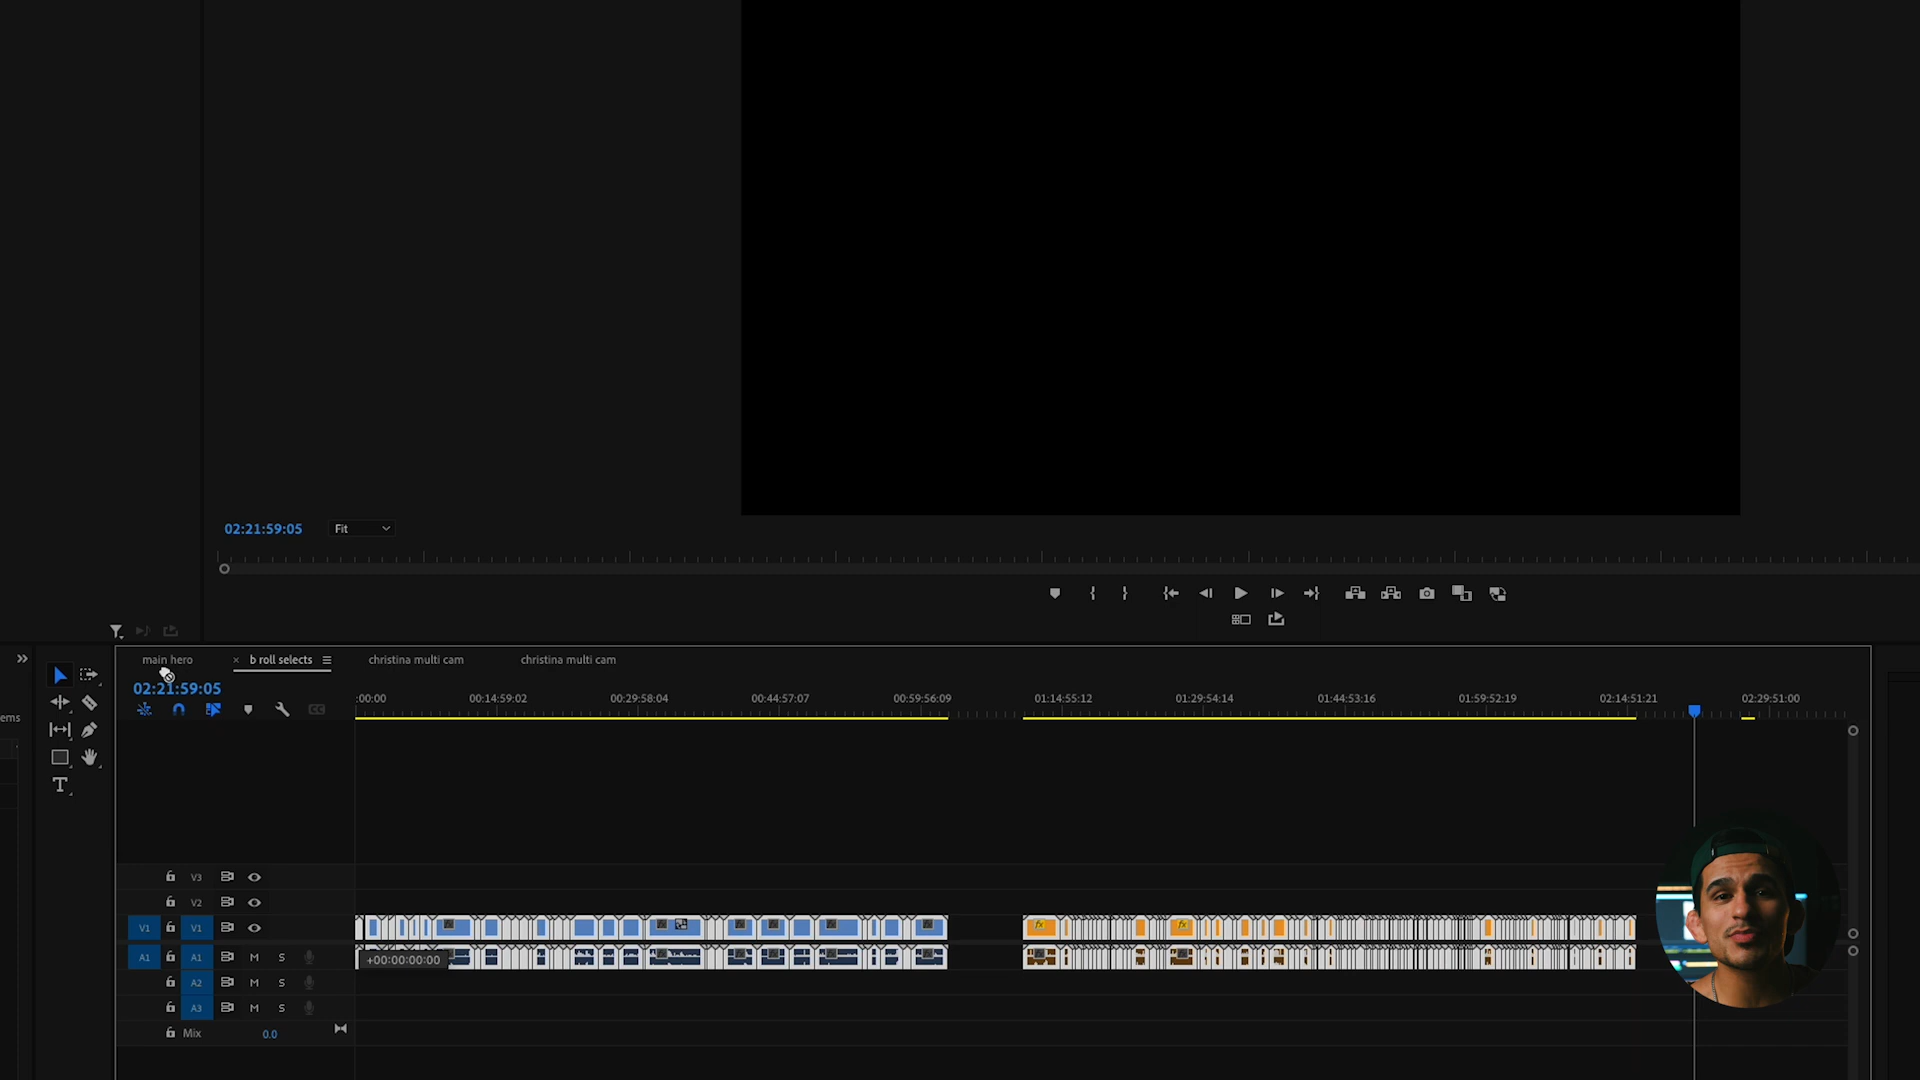 02:21:59:05
Fit
main hero
× b roll selects
christina multi cam
christina multi cam
02:21:59:05
:00:00
00:14:59:02
00:29:58:04
00:44:57:07
00:59:56:09
01:14:55:12
01:29:54:14
01:44:53:16
01:59:52:19
02:14:51:21
02:29:51:00
ems
T
V3
V2
V1 V1
fx
fx
A1 A1 M S
+00:00:00:00
A2 M S
A3 M S
Mix 0.0